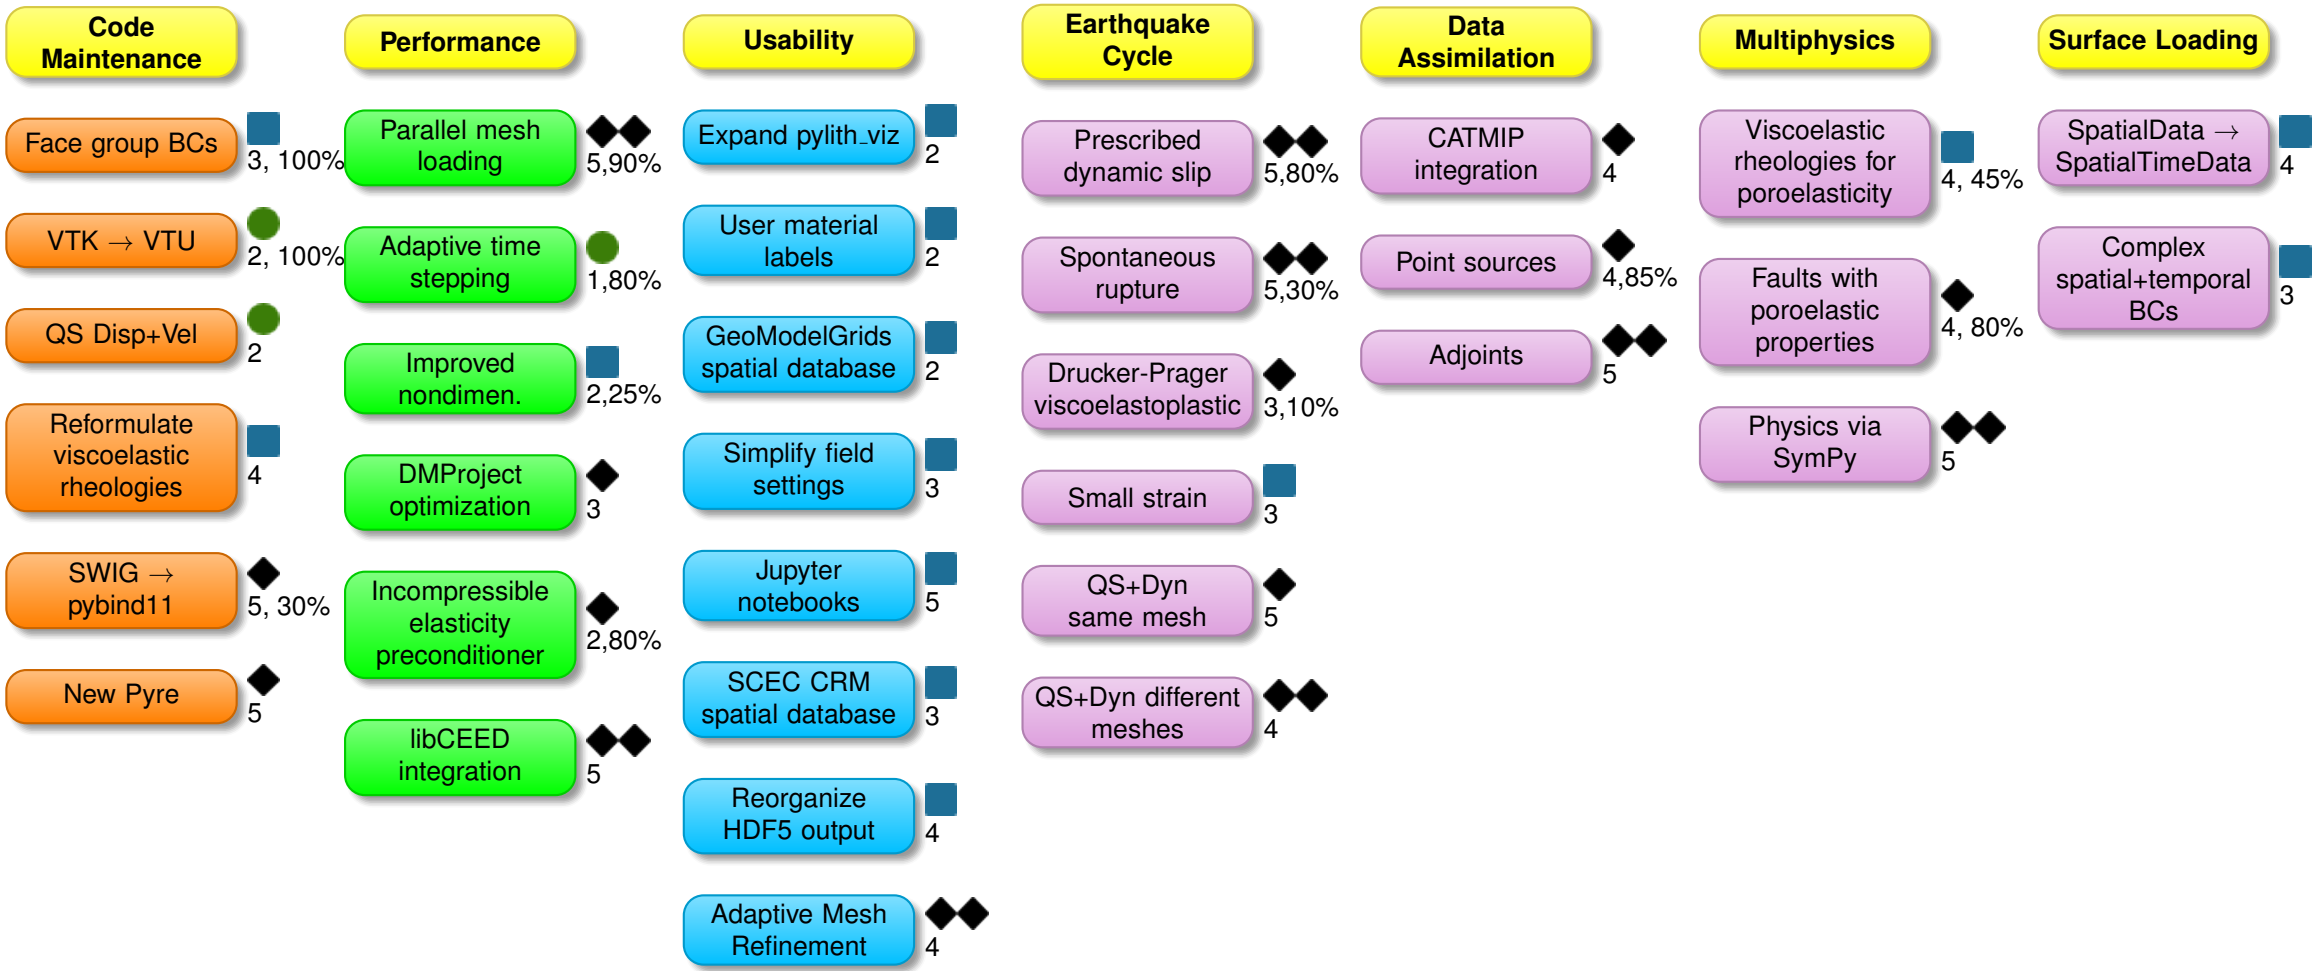 Code
Maintenance
Face group BCs
3, 100%
VTK → VTU
2, 100%
QS Disp+Vel
2
Reformulate
viscoelastic
rheologies
4
SWIG →
pybind11
5, 30%
New Pyre
5
Performance
Parallel mesh
loading
5,90%
Adaptive time
stepping
1,80%
Improved
nondimen.
2,25%
DMProject
optimization
3
Incompressible
elasticity
preconditioner
2,80%
libCEED
integration
5
Usability
Expand pylith_viz
2
User material
labels
2
GeoModelGrids
spatial database
2
Simplify field
settings
3
Jupyter
notebooks
5
SCEC CRM
spatial database
3
Reorganize
HDF5 output
4
Adaptive Mesh
Refinement
4
Earthquake
Cycle
Prescribed
dynamic slip
5,80%
Spontaneous
rupture
5,30%
Drucker-Prager
viscoelastoplastic
3,10%
Small strain
3
QS+Dyn
same mesh
5
QS+Dyn different
meshes
4
Data
Assimilation
CATMIP
integration
4
Point sources
4,85%
Adjoints
5
Multiphysics
Viscoelastic
rheologies for
poroelasticity
4, 45%
Faults with
poroelastic
properties
4, 80%
Physics via
SymPy
5
Surface Loading
SpatialData →
SpatialTimeData
4
Complex
spatial+temporal
BCs
3